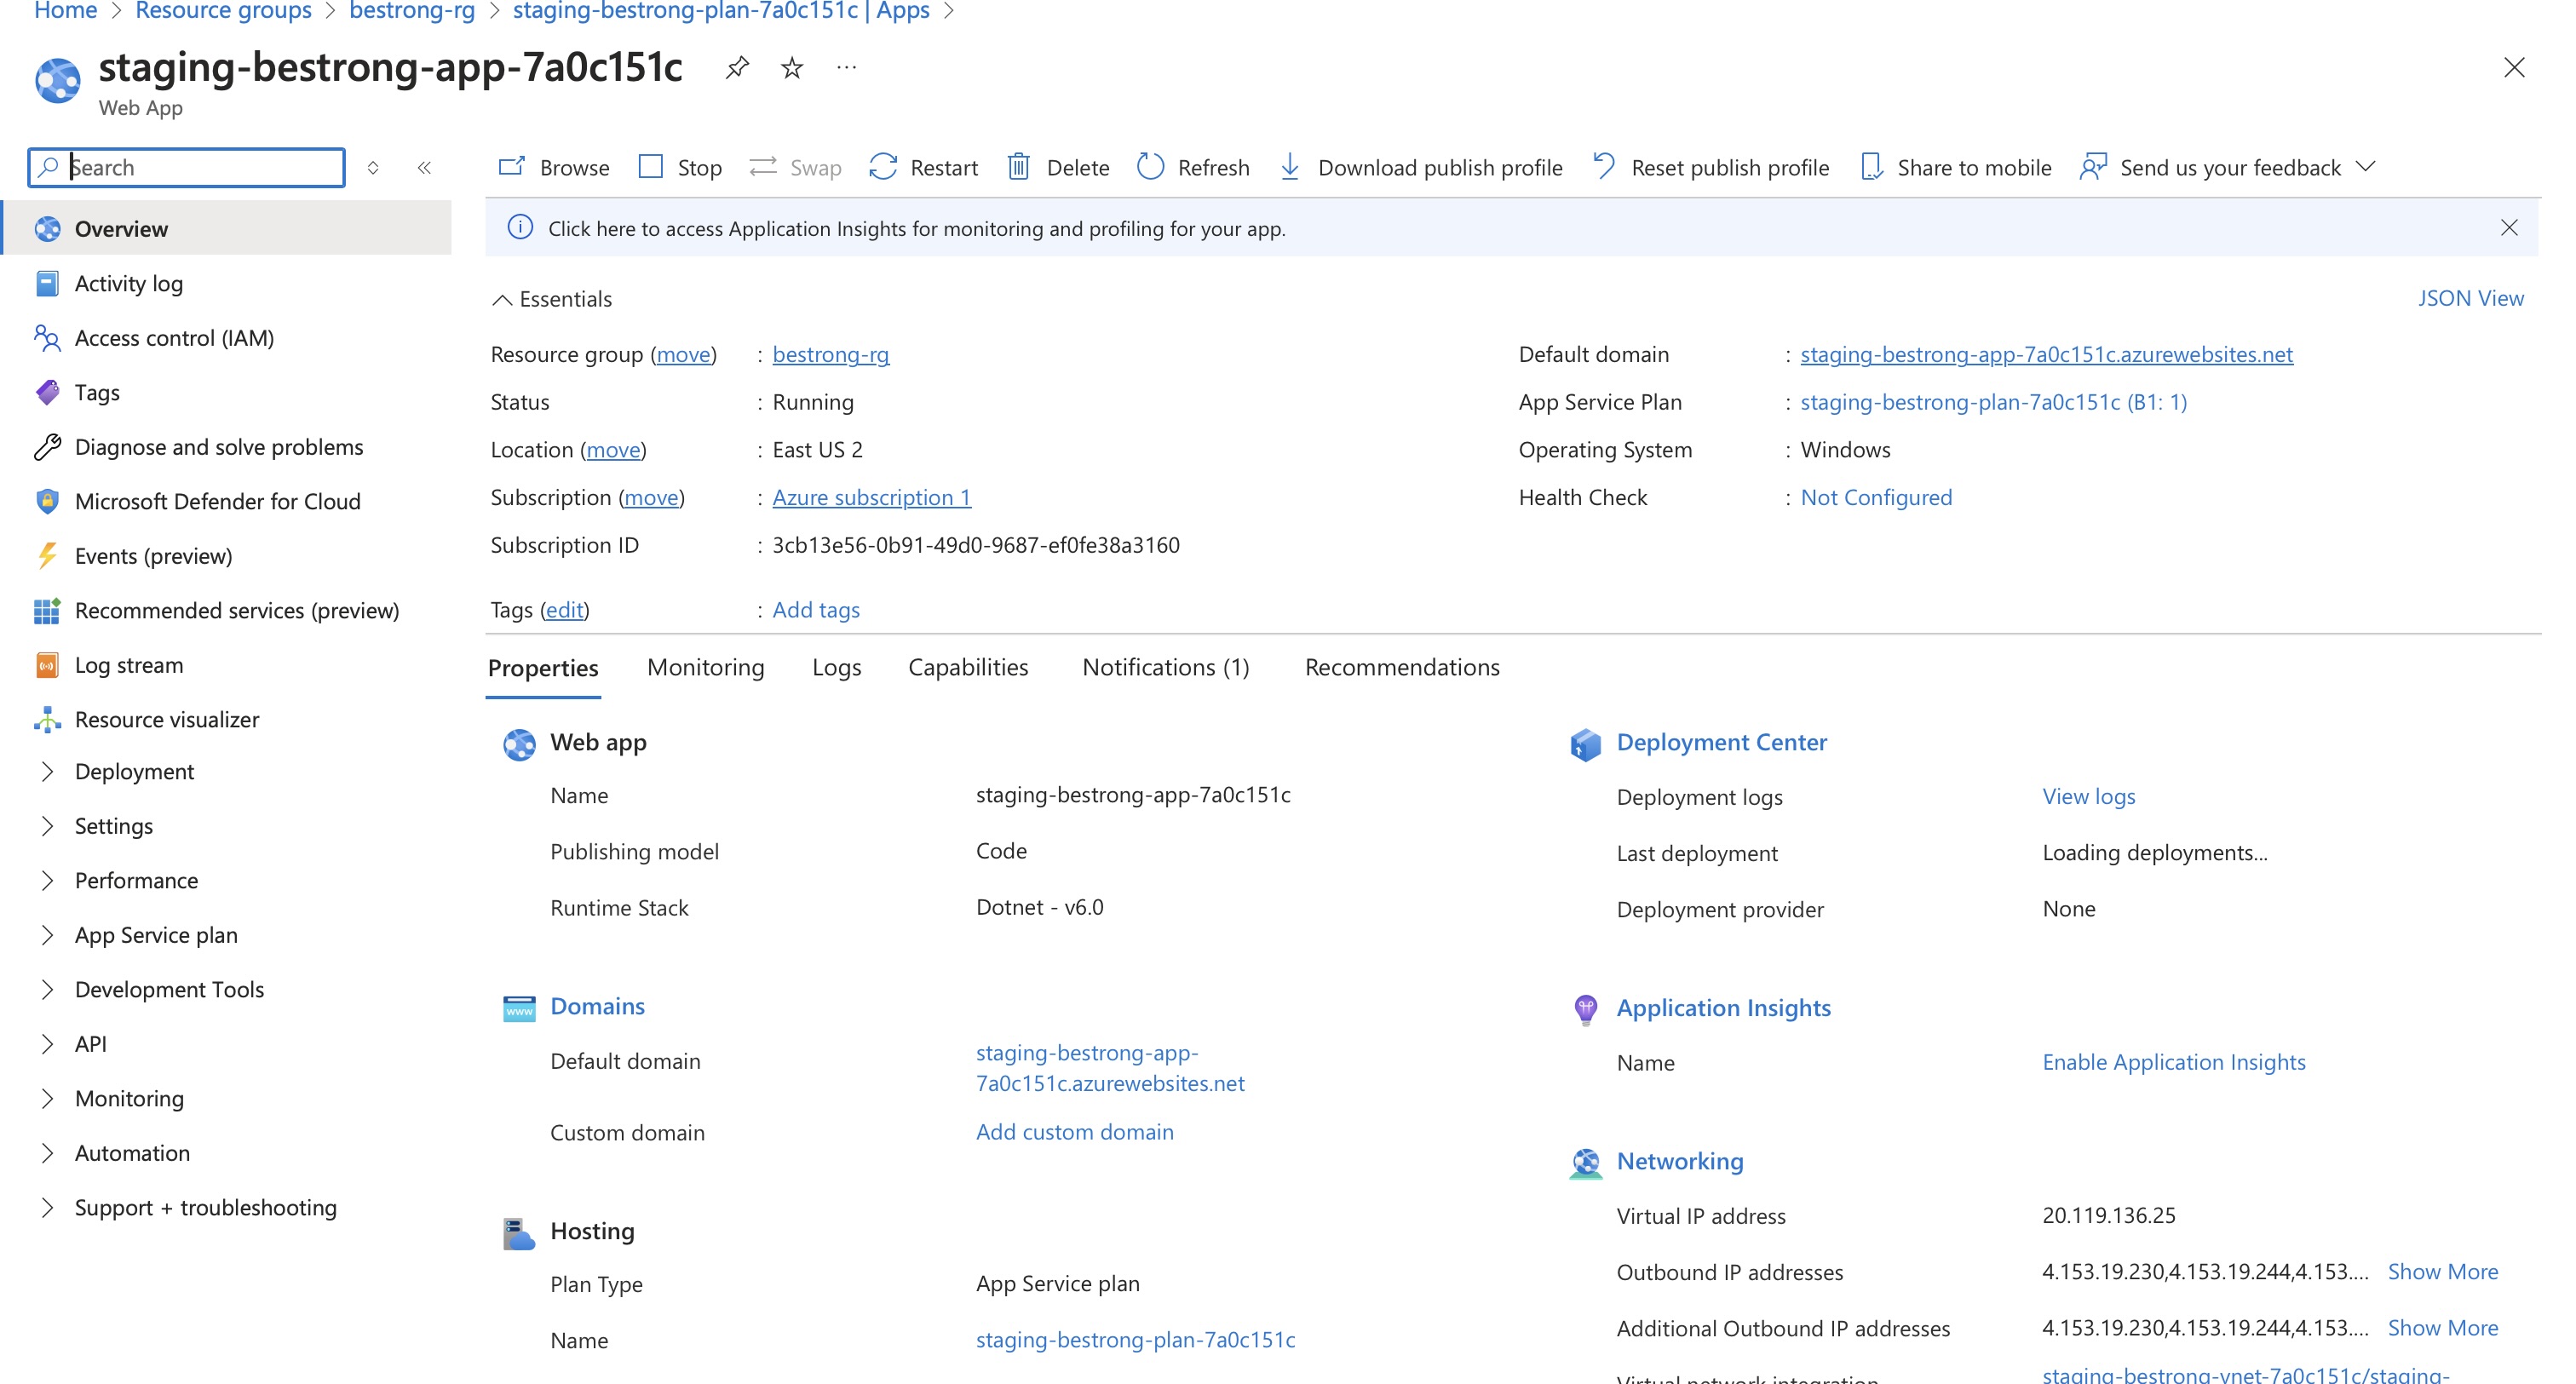 Home > Resource groups > bestrong-rg > staging-bestrong-plan-7a0c151c | Apps >
staging-bestrong-app-7a0c151c
Web App
Search
Browse Stop Swap Restart Delete Refresh Download publish profile Reset publish profile Share to mobile Send us your feedback
Overview
Activity log
Access control (IAM)
Tags
Diagnose and solve problems
Microsoft Defender for Cloud
Events (preview)
Recommended services (preview)
Log stream
Resource visualizer
Deployment
Settings
Performance
App Service plan
Development Tools
API
Monitoring
Automation
Support + troubleshooting
Click here to access Application Insights for monitoring and profiling for your app.
Essentials
JSON View
Resource group (move) : bestrong-rg
Status : Running
Location (move) : East US 2
Subscription (move) : Azure subscription 1
Subscription ID : 3cb13e56-0b91-49d0-9687-ef0fe38a3160
Tags (edit) : Add tags
Default domain : staging-bestrong-app-7a0c151c.azurewebsites.net
App Service Plan : staging-bestrong-plan-7a0c151c (B1: 1)
Operating System : Windows
Health Check : Not Configured
Properties Monitoring Logs Capabilities Notifications (1) Recommendations
Web app
Name staging-bestrong-app-7a0c151c
Publishing model Code
Runtime Stack Dotnet - v6.0
Domains
Default domain staging-bestrong-app-
7a0c151c.azurewebsites.net
Custom domain Add custom domain
Hosting
Plan Type App Service plan
Name staging-bestrong-plan-7a0c151c
Deployment Center
Deployment logs View logs
Last deployment Loading deployments...
Deployment provider None
Application Insights
Name Enable Application Insights
Networking
Virtual IP address 20.119.136.25
Outbound IP addresses 4.153.19.230,4.153.19.244,4.153.... Show More
Additional Outbound IP addresses 4.153.19.230,4.153.19.244,4.153.... Show More
Virtual network integration staging-bestrong-vnet-7a0c151c/staging-